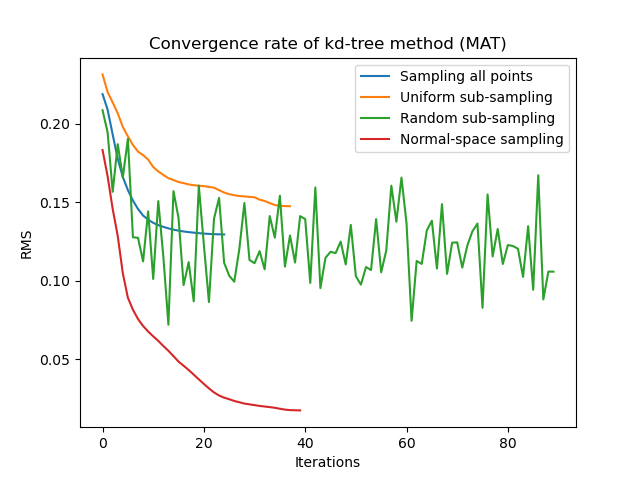 Convergence rate of kd-tree method (MAT)
Sampling all points
Uniform sub-sampling
Random sub-sampling
Normal-space sampling
0.20
0.15
0.10
0.05
RMS
0 20 40 60 80
Iterations